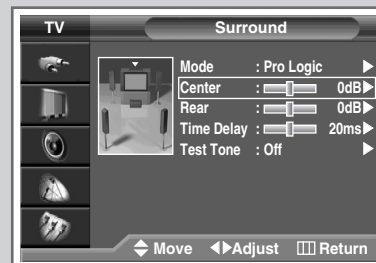 TV Surround
Mode : Pro Logic
Center : 0dB
Rear : 0dB
Time Delay : 20ms
Test Tone : Off
Move Adjust Return